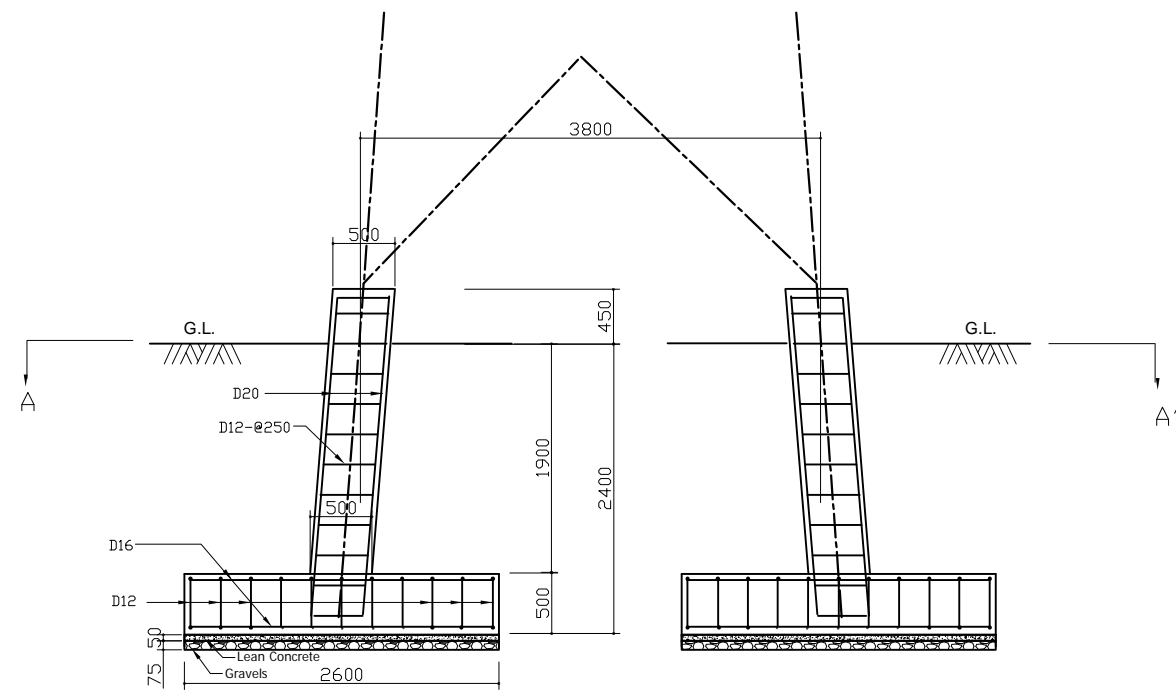 3800
500
450
G.L.
G.L.
A
A'
D20
D12-@250
1900
2400
500
D16
D12
500
50
Lean Concrete
75
Gravels
2600